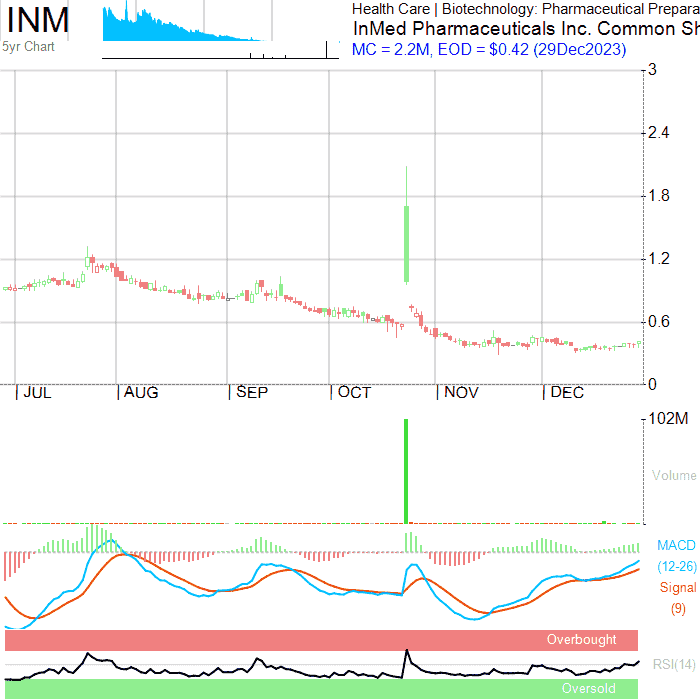 INM
5yr Chart
Health Care | Biotechnology: Pharmaceutical Prepara
InMed Pharmaceuticals Inc. Common Sh
MC = 2.2M, EOD = $0.42 (29Dec2023)
3
2.4
1.8
1.2
0.6
0
JUL AUG SEP OCT NOV DEC
102M
Volume
MACD
(12-26)
Signal
(9)
Overbought
RSI(14)
Oversold